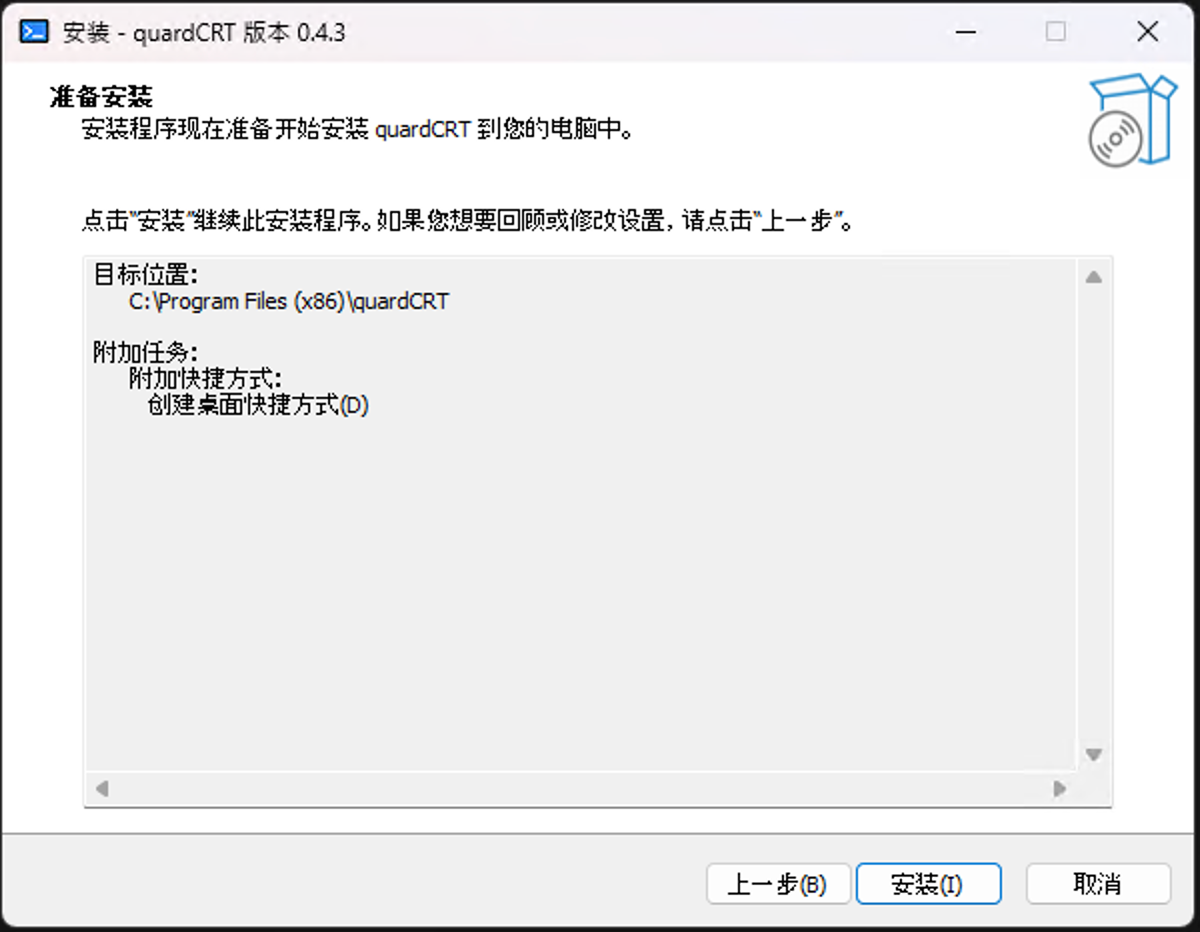 安装 - quardCRT 版本 0.4.3
准备安装
安装程序现在准备开始安装 quardCRT 到您的电脑中。
点击“安装”继续此安装程序。如果您想要回顾或修改设置，请点击“上一步”。
目标位置:
C:\Program Files (x86)\quardCRT
附加任务:
附加快捷方式:
创建桌面快捷方式(D)
上一步(B)
安装(I)
取消